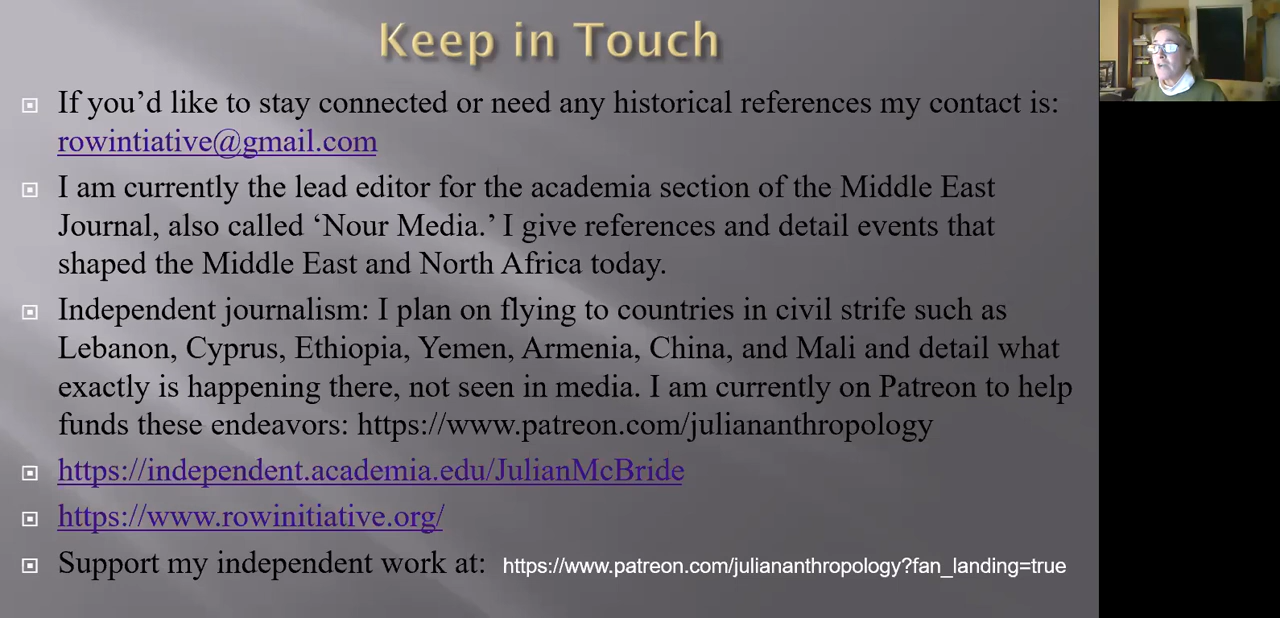 Keep in Touch
If you’d like to stay connected or need any historical references my contact is:
rowintiative@gmail.com
I am currently the lead editor for the academia section of the Middle East
Journal, also called ‘Nour Media.’ I give references and detail events that
shaped the Middle East and North Africa today.
Independent journalism: I plan on flying to countries in civil strife such as
Lebanon, Cyprus, Ethiopia, Yemen, Armenia, China, and Mali and detail what
exactly is happening there, not seen in media. I am currently on Patreon to help
funds these endeavors: https://www.patreon.com/juliananthropology
https://independent.academia.edu/JulianMcBride
https://www.rowinitiative.org/
Support my independent work at: https://www.patreon.com/juliananthropology?fan_landing=true